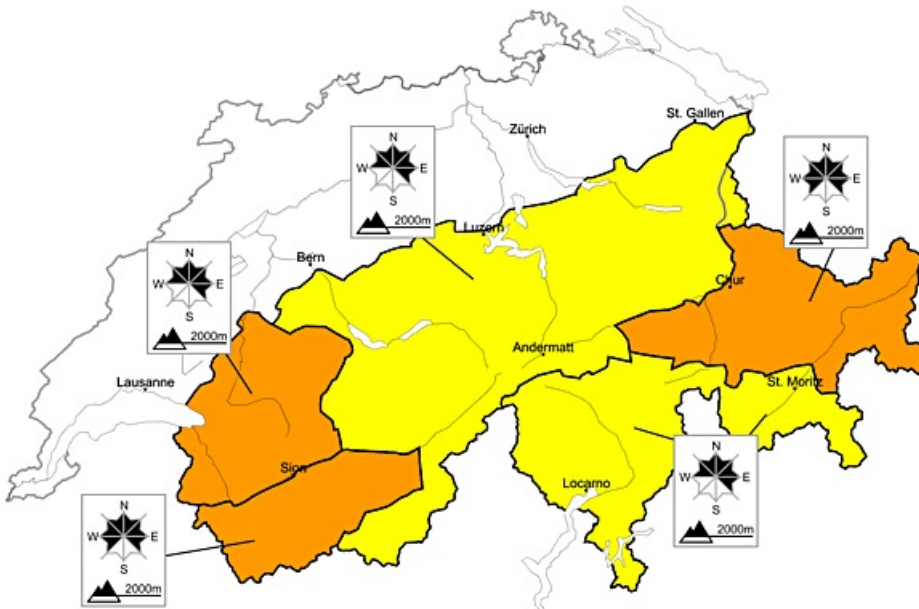 St. Gallen
Zürich
N
W E
S
2000m
N
W E
S
2000m
Luzern
Bern
N
W E
S
2000m
Chur
Andermatt
Lausanne
St. Moritz
N
W E
S
2000m
Sion
Locarno
N
W E
S
2000m